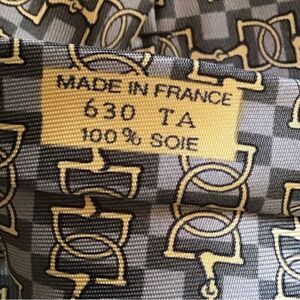 MADE IN FRANCE
630 TA
100% SOIE